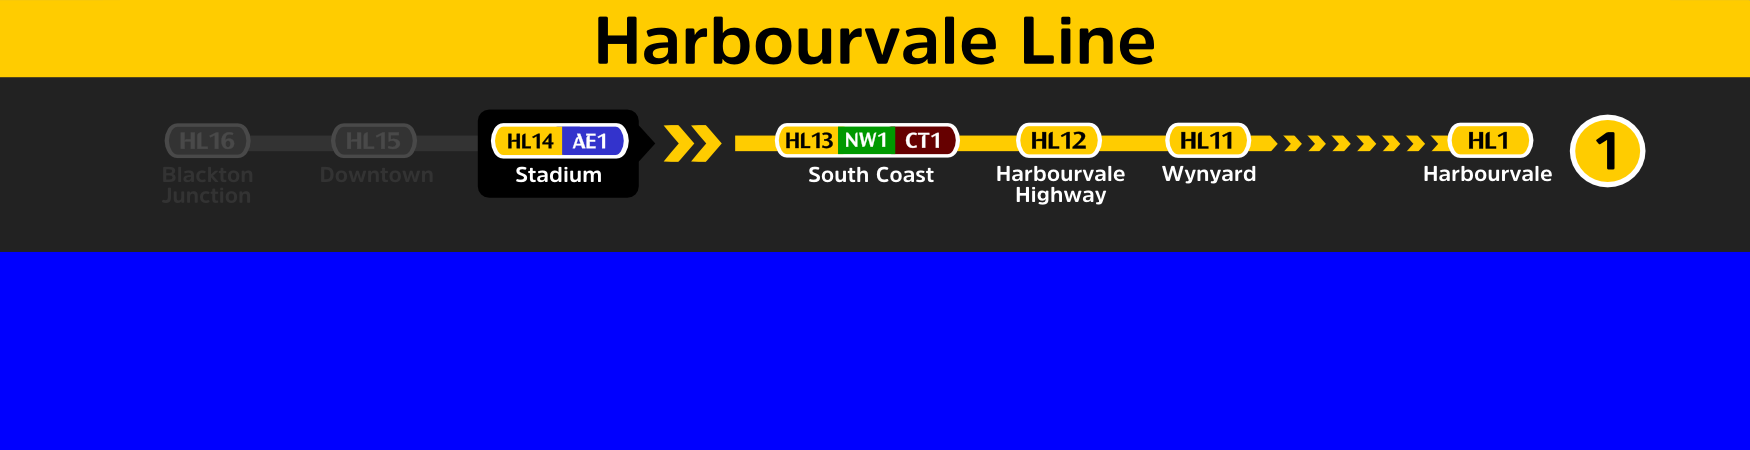 Harbourvale Line
HL16
Blackton
Junction
HL15
Downtown
HL14 AE1
Stadium
HL13 NW1 CT1
South Coast
HL12
Harbourvale
Highway
HL11
Wynyard
HL1
Harbourvale
1